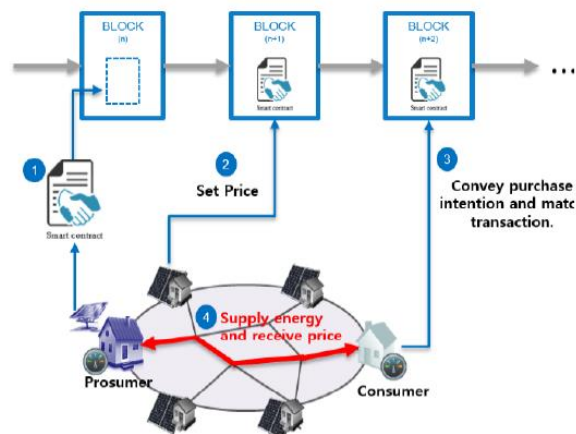 BLOCK
(n)
BLOCK
(n+1)
BLOCK
(n+2)
Smart contract
Smart contract
...
1
2
Set Price
3
Convey purchase
intention and matc
transaction.
Smart contract
4
Supply energy
and receive price
Prosumer
Consumer